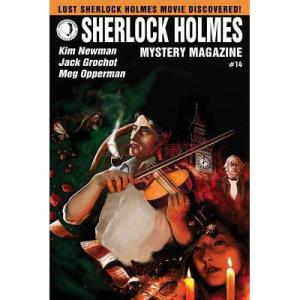 LOST SHERLOCK HOLMES MOVIE DISCOVERED!
SHERLOCK HOLMES
Kim Newman
Jack Grochot
Meg Opperman
MYSTERY MAGAZINE
#14